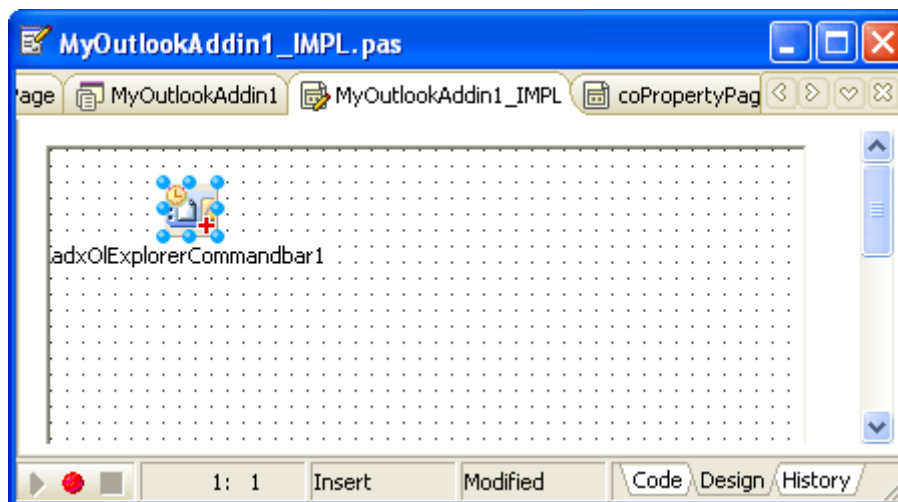 MyOutlookAddin1_IMPL.pas
'age MyOutlookAddin1 MyOutlookAddin1_IMPL coPropertyPag
adxOlExplorerCommandbar1
1: 1 Insert Modified Code Design History